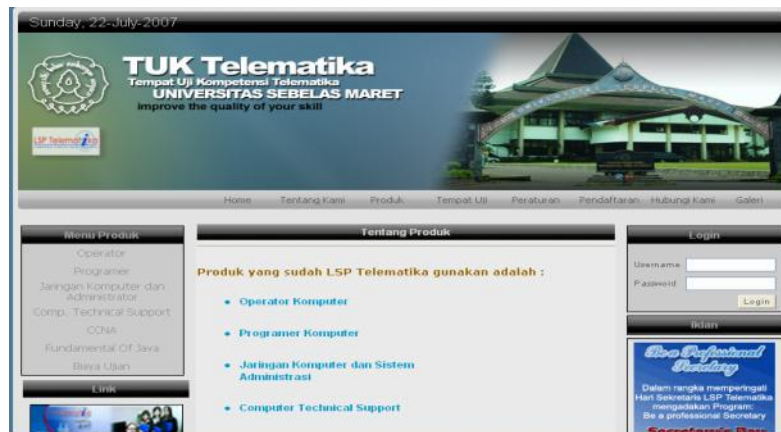 Sunday, 22-July-2007
TUK Telematika
Tempat Uji Kompetensi Telematika
UNIVERSITAS SEBELAS MARET
improve the quality of your skill
LSP Telematika
Home Tentang Kami Produk Tempat Uji Peraturan Pendaftaran Hubungi Kami Galeri
Menu Produk
Operator
Programer
Jaringan Komputer dan
Administrator
Comp. Technical Support
CCNA
Fundamental Of Java
Biaya Ujian
Link
Tentang Produk
Produk yang sudah LSP Telematika gunakan adalah :
Operator Komputer
Programer Komputer
Jaringan Komputer dan Sistem
Administrasi
Computer Technical Support
Login
Username
Password
Login
Iklan
Be a Professional
Secretary
Dalam rangka memperingati
Hari Sekretaris LSP Telematika
mengadakan Program:
Be a professional Secretary
Secretary's Day